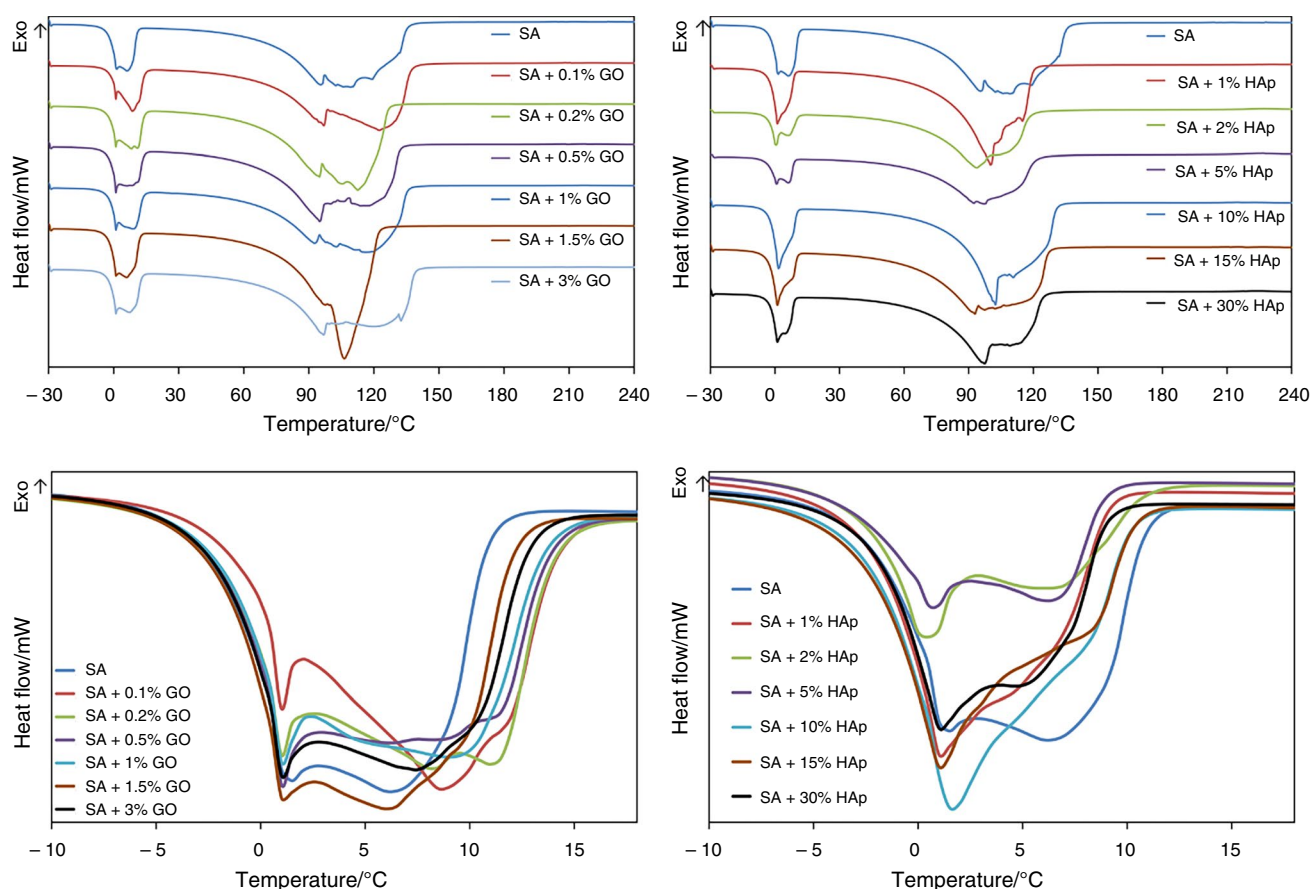 Exo ↑
Heat flow/mW
SA
SA + 0.1% GO
SA + 0.2% GO
SA + 0.5% GO
SA + 1% GO
SA + 1.5% GO
SA + 3% GO
– 30 0 30 60 90 120 150 180 210 240
Temperature/°C
Exo ↑
Heat flow/mW
SA
SA + 1% HAp
SA + 2% HAp
SA + 5% HAp
SA + 10% HAp
SA + 15% HAp
SA + 30% HAp
– 30 0 30 60 90 120 150 180 210 240
Temperature/°C
Exo ↑
Heat flow/mW
SA
SA + 0.1% GO
SA + 0.2% GO
SA + 0.5% GO
SA + 1% GO
SA + 1.5% GO
SA + 3% GO
– 10 – 5 0 5 10 15
Temperature/°C
Exo ↑
Heat flow/mW
SA
SA + 1% HAp
SA + 2% HAp
SA + 5% HAp
SA + 10% HAp
SA + 15% HAp
SA + 30% HAp
– 10 – 5 0 5 10 15
Temperature/°C